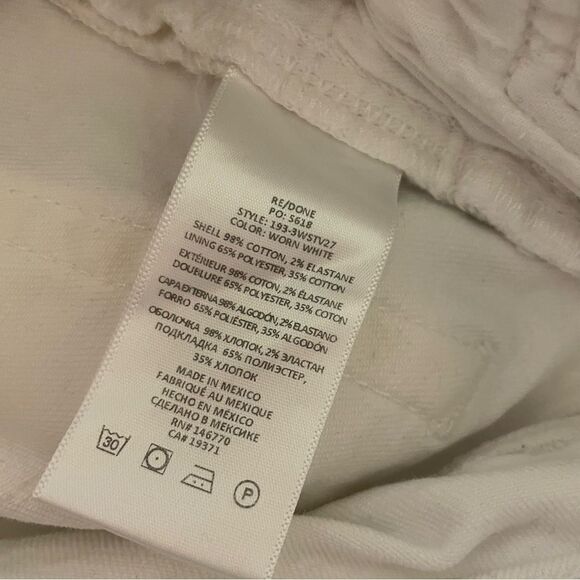 RE/DONE
PO: 5618
STYLE: 193-3WSTV27
COLOR: WORN WHITE
SHELL 98% COTTON, 2% ELASTANE
LINING 65% POLYESTER, 35% COTTON
EXTÉRIEUR 98% COTON, 2% ÉLASTANE
DOUBLURE 65% POLYESTER, 35% COTON
CAPA EXTERNA 98% ALGODÓN, 2% ELASTANO
FORRO 65% POLIÉSTER, 35% ALGODÓN
ОБОЛОЧКА 98% ХЛОПОК, 2% ЭЛАСТАН
ПОДКЛАДКА 65% ПОЛИЭСТЕР,
35% ХЛОПОК
MADE IN MEXICO
FABRIQUÉ AU MEXIQUE
HECHO EN MÉXICO
СДЕЛАНО В МЕКСИКЕ
RN# 146770
CA# 19371
30
P